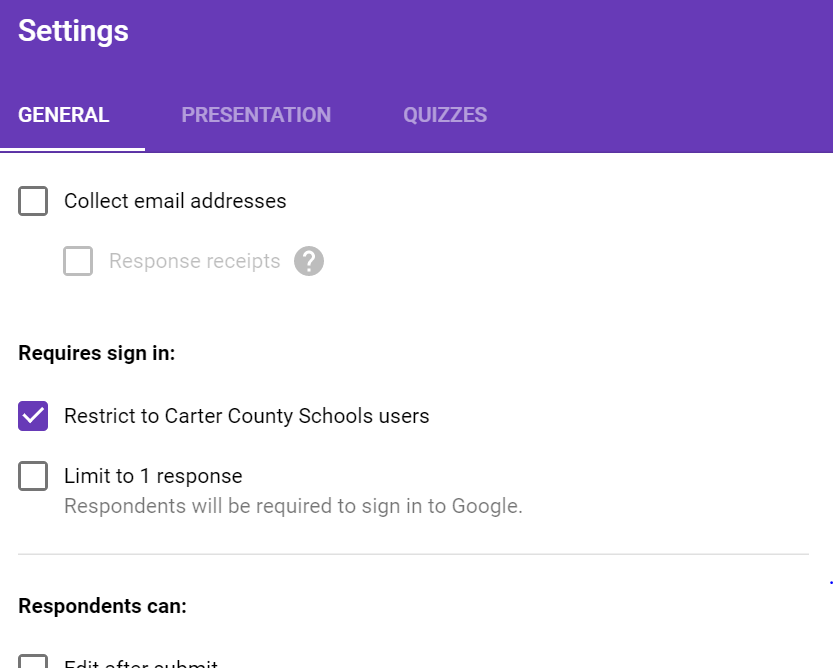 Settings
GENERAL PRESENTATION QUIZZES
Collect email addresses
Response receipts ?
Requires sign in:
Restrict to Carter County Schools users
Limit to 1 response
Respondents will be required to sign in to Google.
Respondents can:
Edit after submit